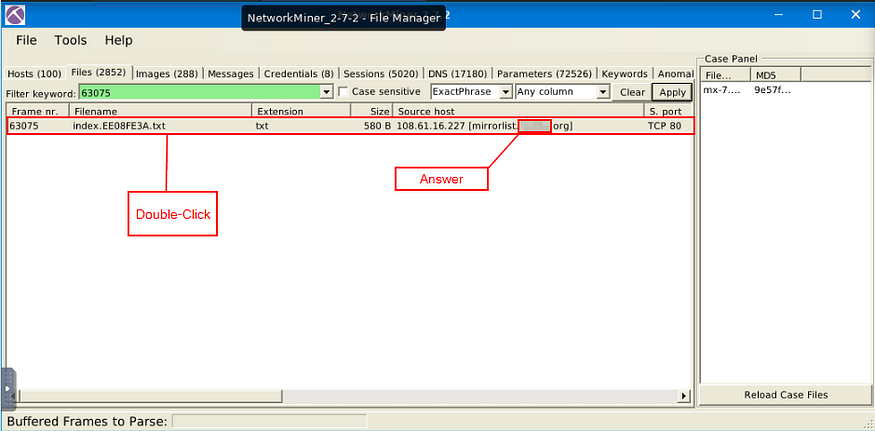 NetworkMiner_2-7-2 - File Manager
File Tools Help
Hosts (100) Files (2852) Images (288) Messages Credentials (8) Sessions (5020) DNS (17180) Parameters (72526) Keywords Anomal
Filter keyword: 63075 Case sensitive ExactPhrase Any column Clear Apply
Frame nr. Filename Extension Size Source host S. port
63075 index.EE08FE3A.txt txt 580 B 108.61.16.227 [mirrorlist. org] TCP 80
Answer
Double-Click
Case Panel
File... MD5
mx-7.... 9e57f...
Reload Case Files
Buffered Frames to Parse: